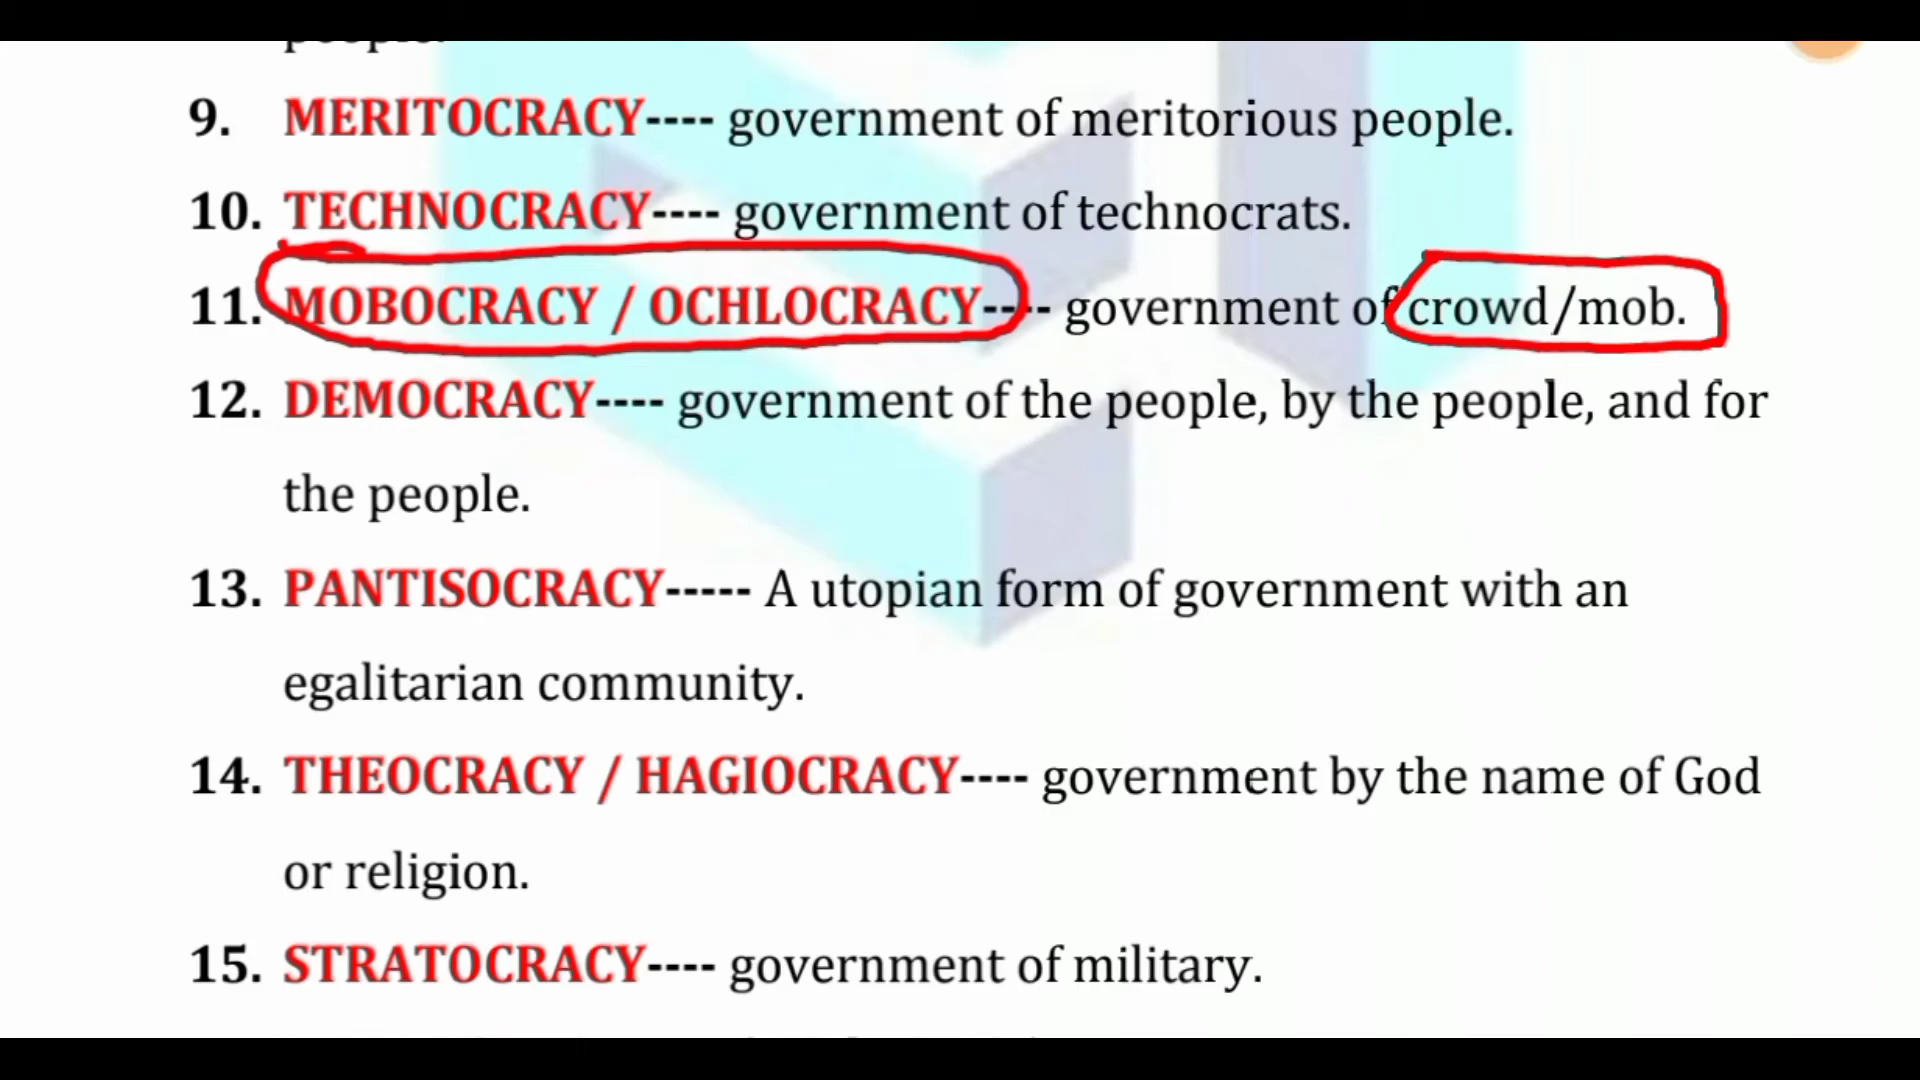 people.
9. MERITOCRACY---- government of meritorious people.
10. TECHNOCRACY---- government of technocrats.
11. MOBOCRACY / OCHLOCRACY---- government of crowd/mob.
12. DEMOCRACY---- government of the people, by the people, and for
the people.
13. PANTISOCRACY----- A utopian form of government with an
egalitarian community.
14. THEOCRACY / HAGIOCRACY---- government by the name of God
or religion.
15. STRATOCRACY---- government of military.